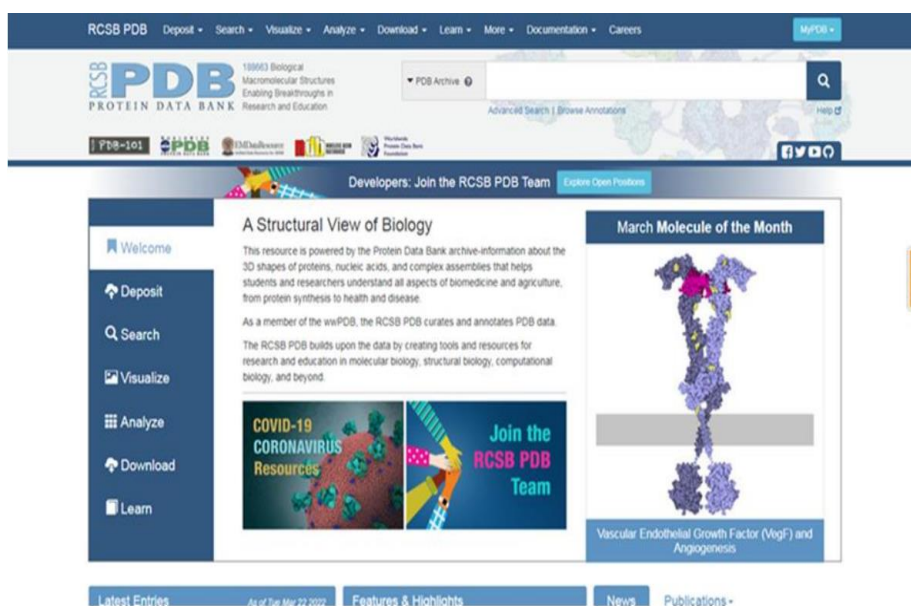 RCSB PDB Deposit Search Visualize Analyze Download Learn More Documentation Careers MyPDB
RCSB
PDB
PROTEIN DATA BANK
Biological
Macromolecular Structures
Enabling Breakthroughs in
Research and Education
PDB Archive
Advanced Search | Browse Annotations
Help
PDB-101
PDB
EMDataResource
Worldwide
Protein Data Bank
Foundation
Developers: Join the RCSB PDB Team Explore Open Positions
Welcome
Deposit
Search
Visualize
Analyze
Download
Learn
A Structural View of Biology
This resource is powered by the Protein Data Bank archive-information about the
3D shapes of proteins, nucleic acids, and complex assemblies that helps
students and researchers understand all aspects of biomedicine and agriculture,
from protein synthesis to health and disease.
As a member of the wwPDB, the RCSB PDB curates and annotates PDB data.
The RCSB PDB builds upon the data by creating tools and resources for
research and education in molecular biology, structural biology, computational
biology, and beyond.
COVID-19
CORONAVIRUS
Resources
Join the
RCSB PDB
Team
March Molecule of the Month
Vascular Endothelial Growth Factor (VegF) and
Angiogenesis
Latest Entries As of Tue Mar 22 2022
Features & Highlights
News Publications